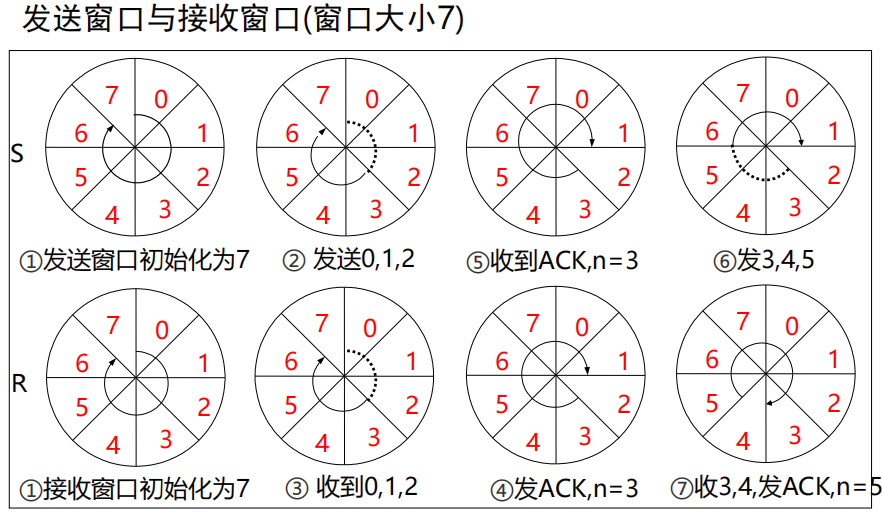 发送窗口与接收窗口(窗口大小7)
S
7 0 6 1 5 2 4 3
7 0 6 1 5 2 4 3
7 0 6 1 5 2 4 3
7 0 6 1 5 2 4 3
①发送窗口初始化为7
② 发送0,1,2
⑤收到ACK,n=3
⑥发3,4,5
R
7 0 6 1 5 2 4 3
7 0 6 1 5 2 4 3
7 0 6 1 5 2 4 3
7 0 6 1 5 2 4 3
①接收窗口初始化为7
③ 收到0,1,2
④发ACK,n=3
⑦收3,4,发ACK,n=5